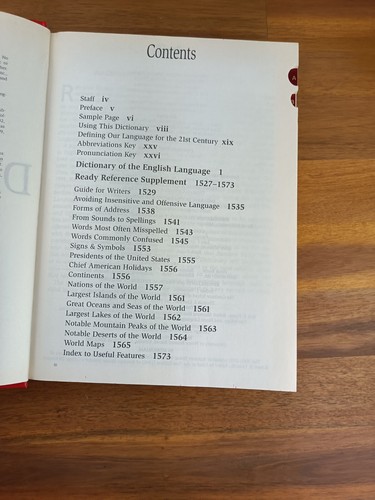 Contents
Staff iv
Preface v
Sample Page vi
Using This Dictionary viii
Defining Our Language for the 21st Century xix
Abbreviations Key xxv
Pronunciation Key xxvi
Dictionary of the English Language 1
Ready Reference Supplement 1527–1573
Guide for Writers 1529
Avoiding Insensitive and Offensive Language 1535
Forms of Address 1538
From Sounds to Spellings 1541
Words Most Often Misspelled 1543
Words Commonly Confused 1545
Signs & Symbols 1553
Presidents of the United States 1555
Chief American Holidays 1556
Continents 1556
Nations of the World 1557
Largest Islands of the World 1561
Great Oceans and Seas of the World 1561
Largest Lakes of the World 1562
Notable Mountain Peaks of the World 1563
Notable Deserts of the World 1564
World Maps 1565
Index to Useful Features 1573